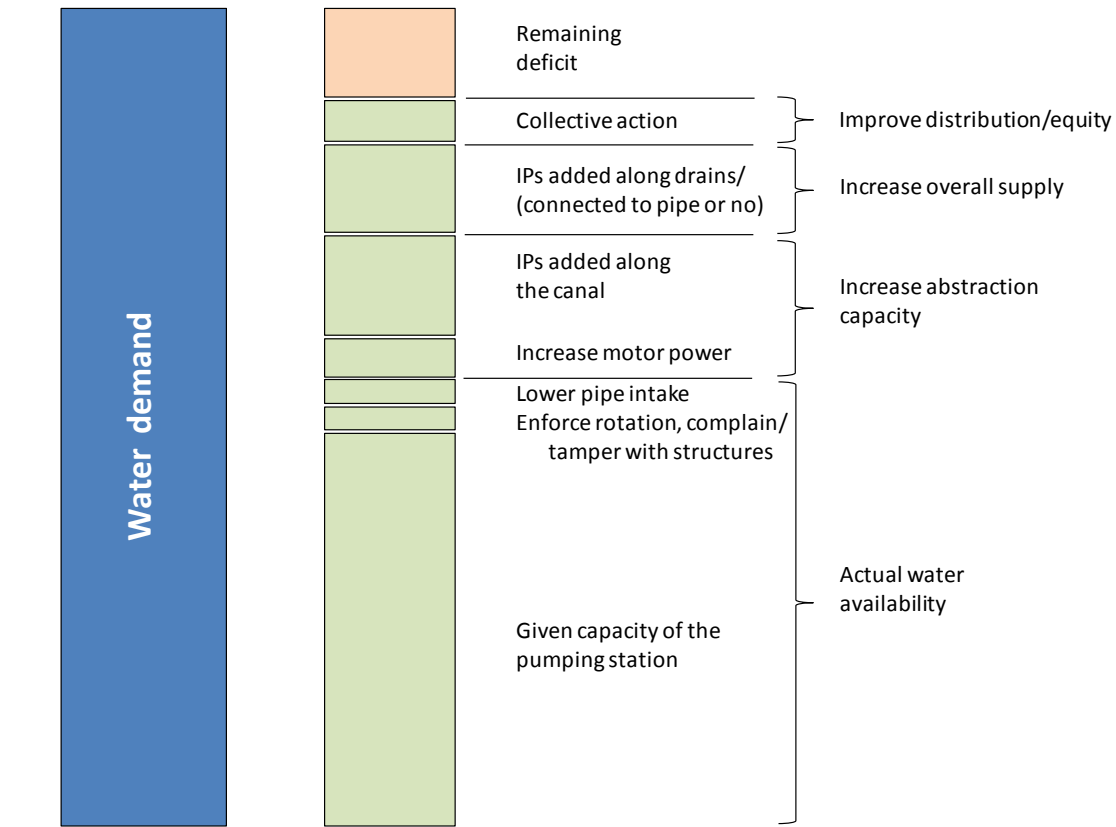 Water demand
Remaining
deficit
Collective action
Improve distribution/equity
IPs added along drains/
(connected to pipe or no)
Increase overall supply
IPs added along
the canal
Increase abstraction
capacity
Increase motor power
Lower pipe intake
Enforce rotation, complain/
tamper with structures
Actual water
availability
Given capacity of the
pumping station